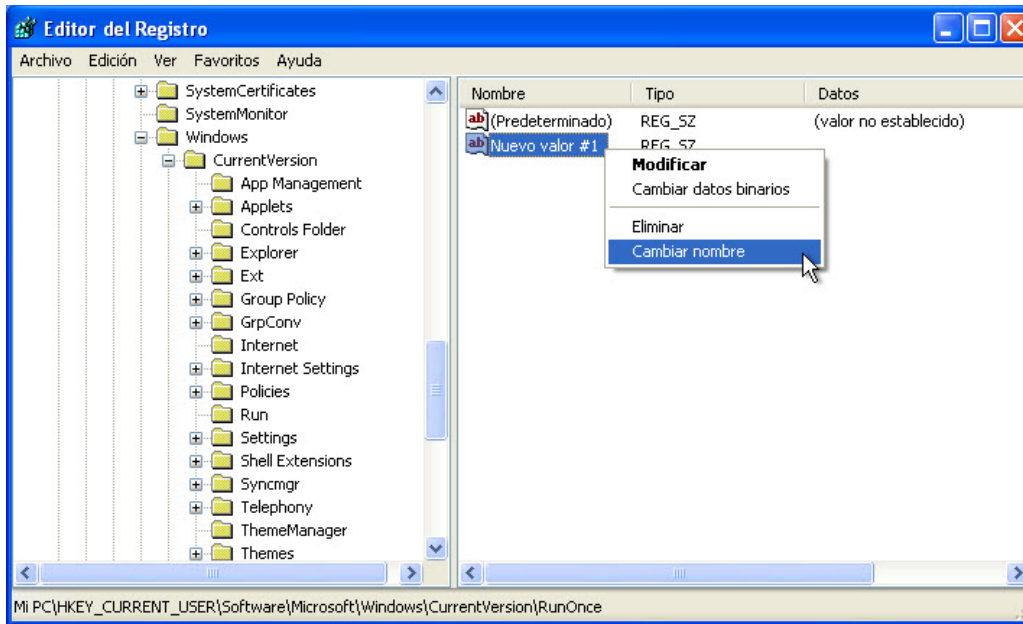 Editor del Registro
Archivo Edición Ver Favoritos Ayuda
SystemCertificates
SystemMonitor
Windows
CurrentVersion
App Management
Applets
Controls Folder
Explorer
Ext
Group Policy
GrpConv
Internet
Internet Settings
Policies
Run
Settings
Shell Extensions
Syncmgr
Telephony
ThemeManager
Themes
Nombre Tipo Datos
ab (Predeterminado) REG_SZ (valor no establecido)
ab Nuevo valor #1 REG_SZ
Modificar
Cambiar datos binarios
Eliminar
Cambiar nombre
Mi PC\HKEY_CURRENT_USER\Software\Microsoft\Windows\CurrentVersion\RunOnce